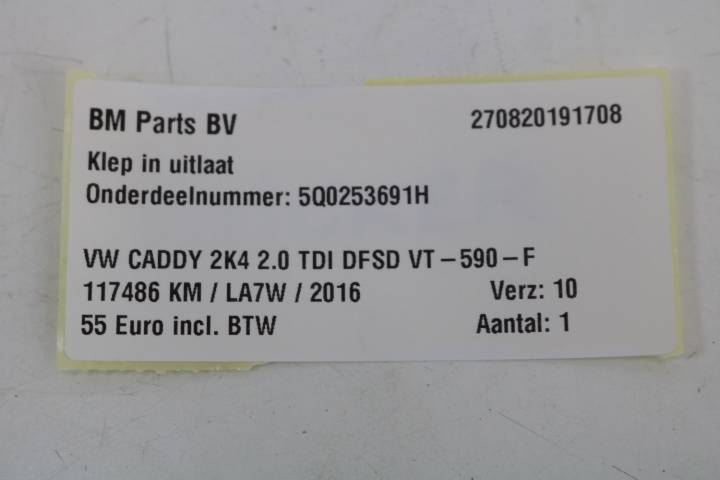 BM Parts BV 270820191708
Klep in uitlaat
Onderdeelnummer: 5Q0253691H
VW CADDY 2K4 2.0 TDI DFSD VT-590-F
117486 KM / LA7W / 2016 Verz: 10
55 Euro incl. BTW Aantal: 1